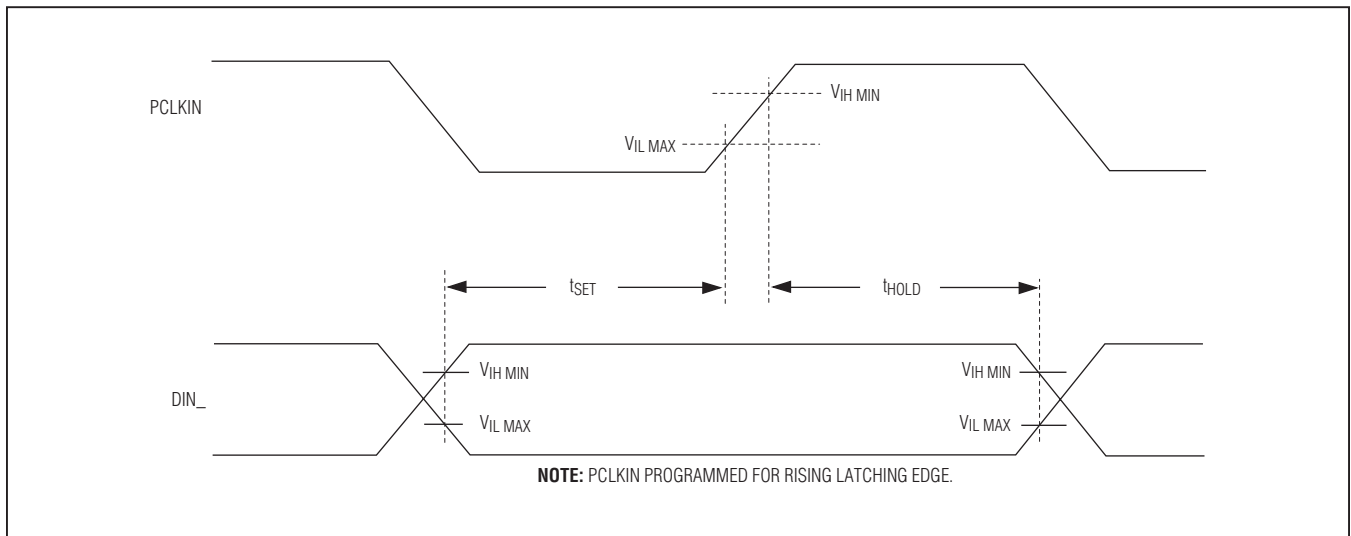 PCLKIN
VIH MIN
VIL MAX
tSET
tHOLD
DIN_
VIH MIN
VIH MIN
VIL MAX
VIL MAX
NOTE: PCLKIN PROGRAMMED FOR RISING LATCHING EDGE.